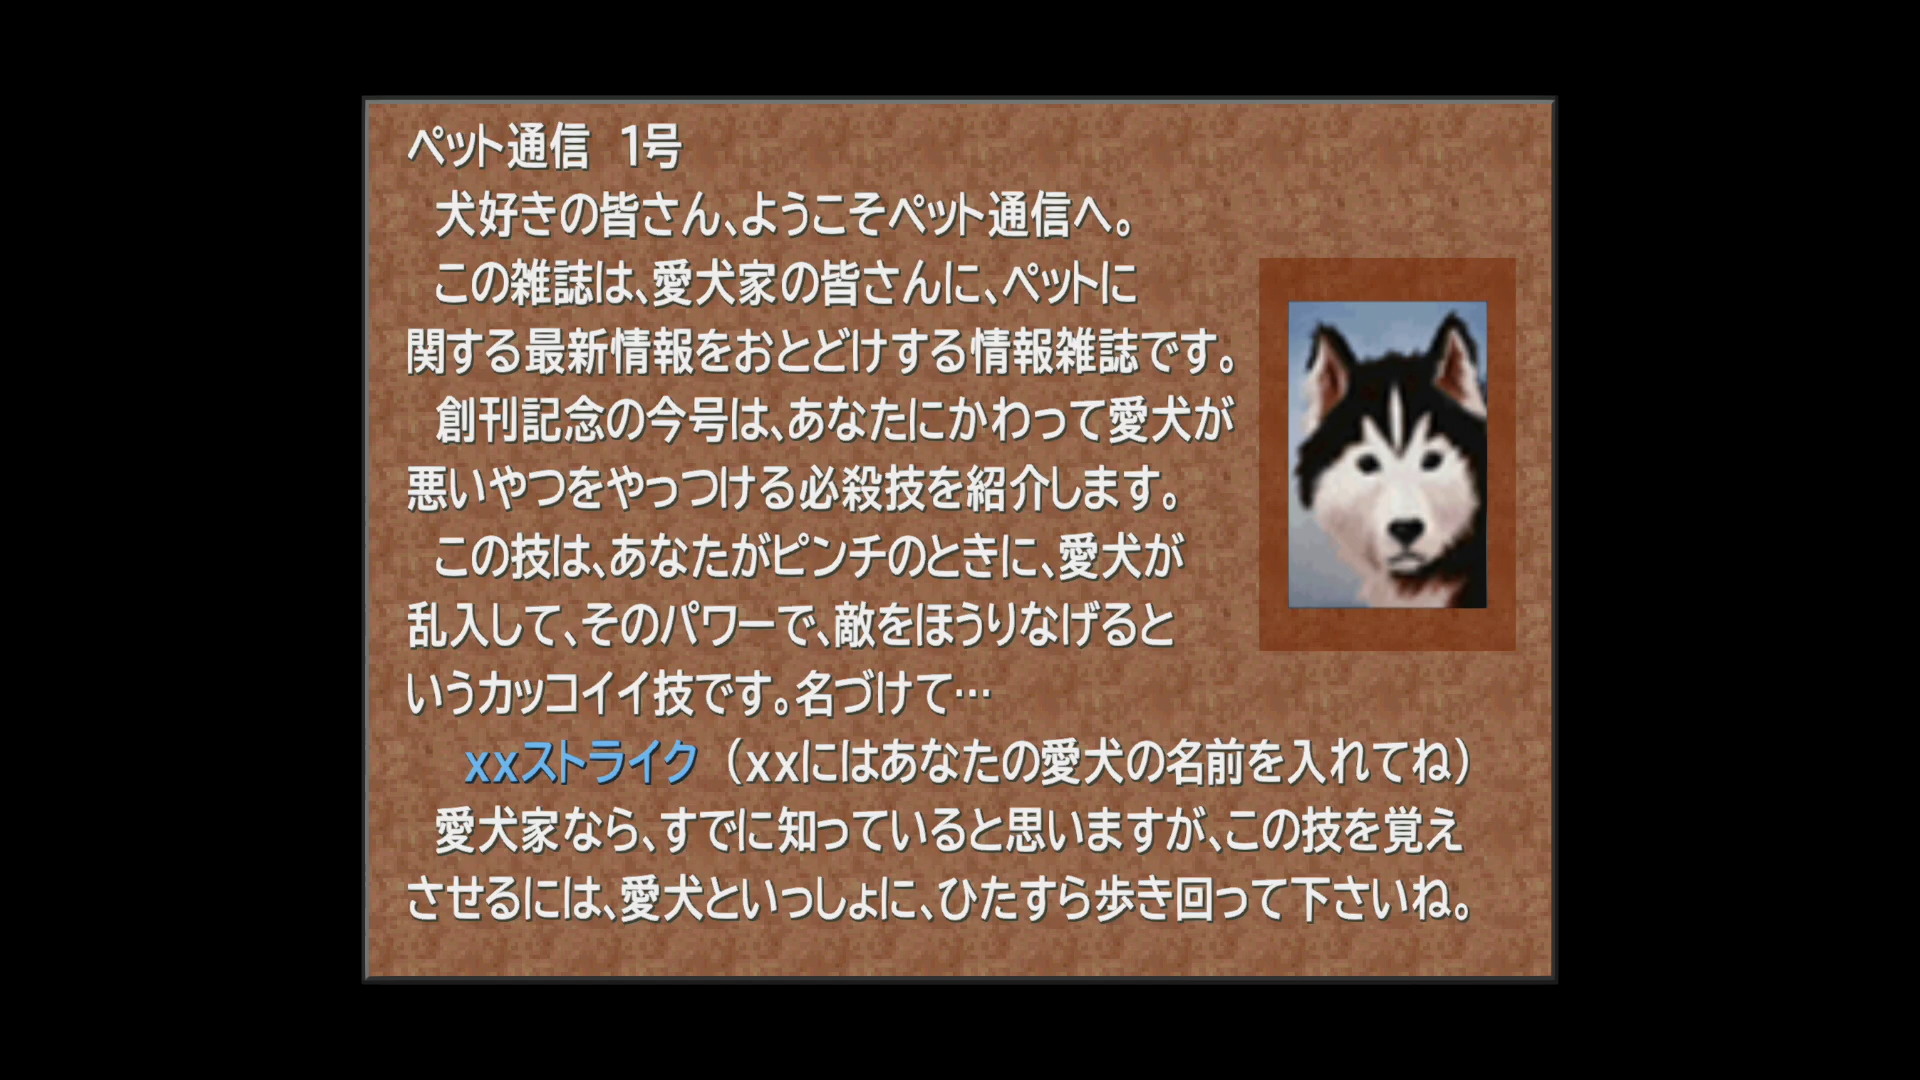 ペット通信　1号
犬好きの皆さん、ようこそペット通信へ。
この雑誌は、愛犬家の皆さんに、ペットに
関する最新情報をおとどけする情報雑誌です。
創刊記念の今号は、あなたにかわって愛犬が
悪いやつをやっつける必殺技を紹介します。
この技は、あなたがピンチのときに、愛犬が
乱入して、そのパワーで、敵をほうりなげると
いうカッコイイ技です。名づけて…
xxストライク（xxにはあなたの愛犬の名前を入れてね）
愛犬家なら、すでに知っていると思いますが、この技を覚え
させるには、愛犬といっしょに、ひたすら歩き回って下さいね。